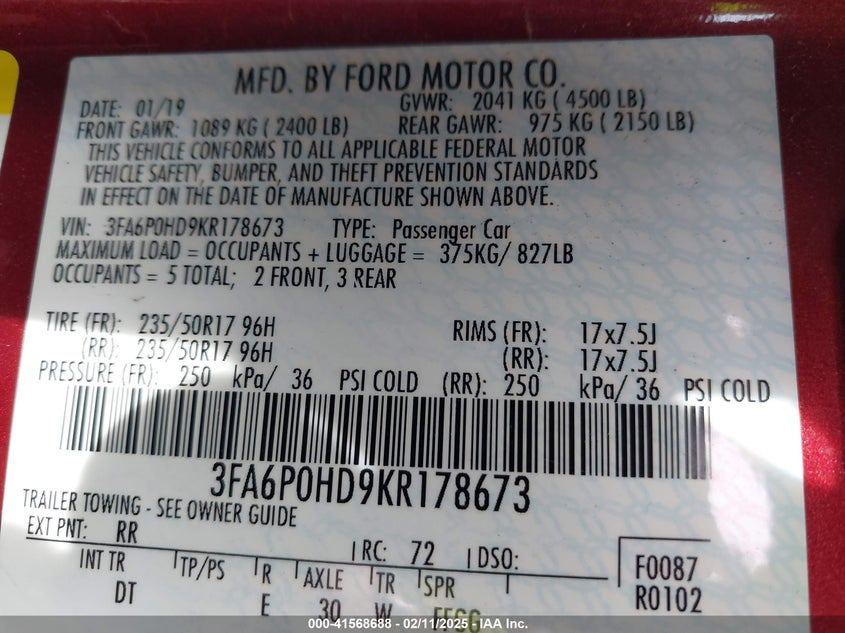 MFD. BY FORD MOTOR CO.
DATE: 01/19 GVWR: 2041 KG ( 4500 LB)
FRONT GAWR: 1089 KG ( 2400 LB) REAR GAWR: 975 KG ( 2150 LB)
THIS VEHICLE CONFORMS TO ALL APPLICABLE FEDERAL MOTOR
VEHICLE SAFETY, BUMPER, AND THEFT PREVENTION STANDARDS
IN EFFECT ON THE DATE OF MANUFACTURE SHOWN ABOVE.
VIN: 3FA6P0HD9KR178673 TYPE: Passenger Car
MAXIMUM LOAD = OCCUPANTS + LUGGAGE = 375KG/ 827LB
OCCUPANTS = 5 TOTAL; 2 FRONT, 3 REAR
TIRE (FR): 235/50R17 96H RIMS (FR): 17x7.5J
(RR): 235/50R17 96H (RR): 17x7.5J
PRESSURE (FR): 250 kPa/ 36 PSI COLD (RR): 250 kPa/ 36 PSI COLD
3FA6P0HD9KR178673
TRAILER TOWING - SEE OWNER GUIDE
EXT PNT: RR RC: 72 DSO:
INT TR TP/PS R AXLE TR SPR F0087
DT E 30 W R0102
000-41568688 - 02/11/2025 - IAA Inc.